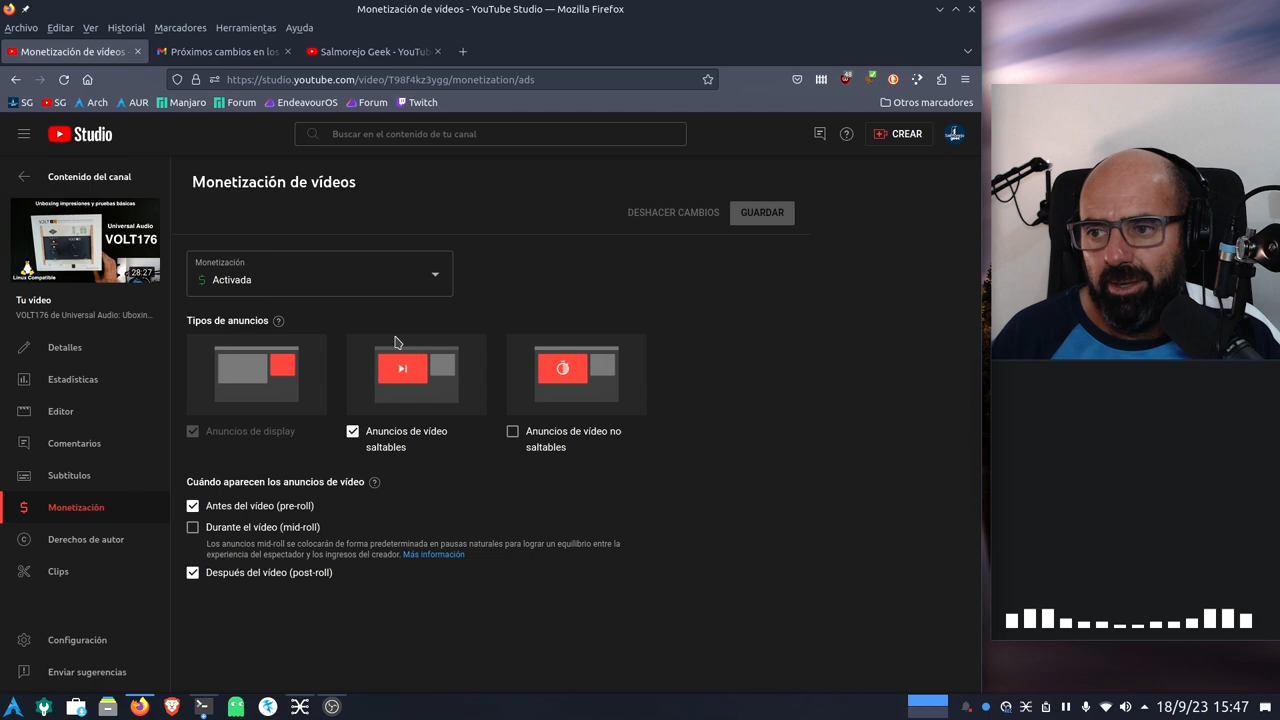 Monetización de vídeos - YouTube Studio — Mozilla Firefox
Archivo Editar Ver Historial Marcadores Herramientas Ayuda
Monetización de vídeos - Próximos cambios en los Salmorejo Geek - YouTub
https://studio.youtube.com/video/T98f4kz3ygg/monetization/ads
SG SG Arch AUR Manjaro Forum EndeavourOS Forum Twitch Otros marcadores
Studio
Buscar en el contenido de tu canal
CREAR
Contenido del canal
Unboxing impresiones y pruebas básicas
Universal Audio
VOLT176
Linux Compatible
28:27
Tu vídeo
VOLT176 de Universal Audio: Uboxin...
Detalles
Estadísticas
Editor
Comentarios
Subtítulos
Monetización
Derechos de autor
Clips
Configuración
Enviar sugerencias
Monetización de vídeos
DESHACER CAMBIOS GUARDAR
Monetización
Activada
Tipos de anuncios
Anuncios de display
Anuncios de vídeo
saltables
Anuncios de vídeo no
saltables
Cuándo aparecen los anuncios de vídeo
Antes del vídeo (pre-roll)
Durante el vídeo (mid-roll)
Los anuncios mid-roll se colocarán de forma predeterminada en pausas naturales para lograr un equilibrio entre la
experiencia del espectador y los ingresos del creador. Más información
Después del vídeo (post-roll)
18/9/23 15:47